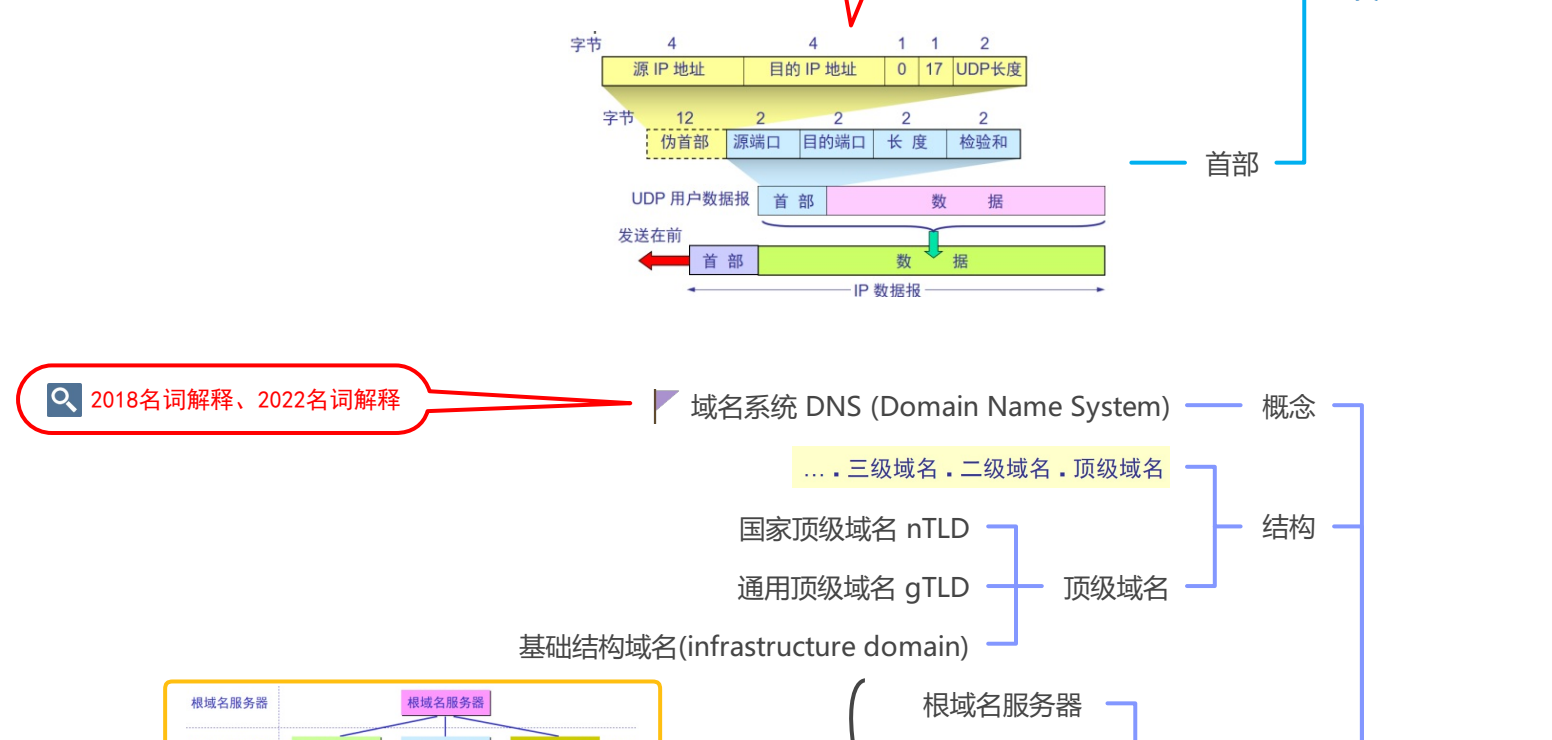 字节 4 4 1 1 2
源 IP 地址 目的 IP 地址 0 17 UDP长度
字节 12 2 2 2 2
伪首部 源端口 目的端口 长 度 检验和
首部
UDP 用户数据报 首 部 数 据
发送在前
首 部 数 据
IP 数据报
2018名词解释、2022名词解释
域名系统 DNS (Domain Name System) 概念
... . 三级域名 . 二级域名 . 顶级域名
国家顶级域名 nTLD 结构
通用顶级域名 gTLD 顶级域名
基础结构域名(infrastructure domain)
根域名服务器 根域名服务器 根域名服务器